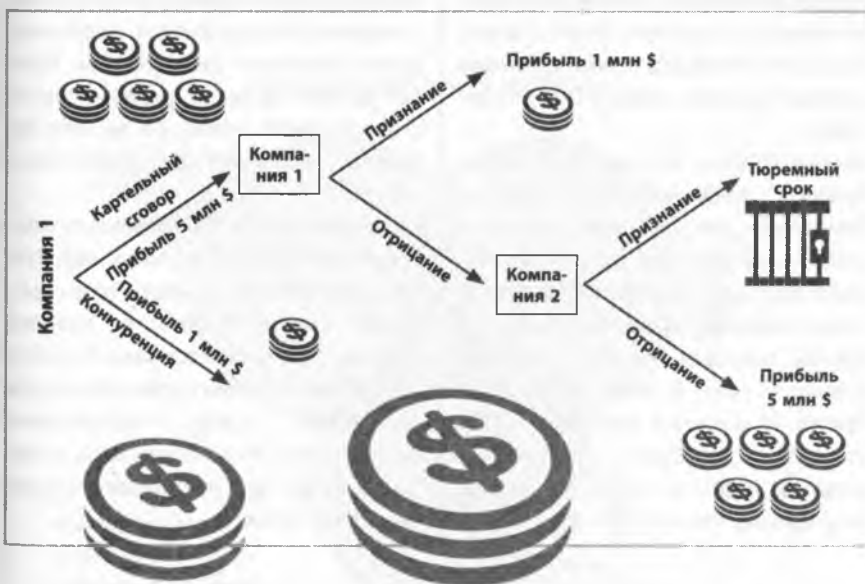 Прибыль 1 млн $
Признание
Компа-
ния 1
Картельный
сговор
Прибыль 5 млн $
Компания 1
Прибыль 1 млн $
Конкуренция
Отрицание
Компа-
ния 2
Признание
Тюремный
срок
Отрицание
Прибыль
5 млн $